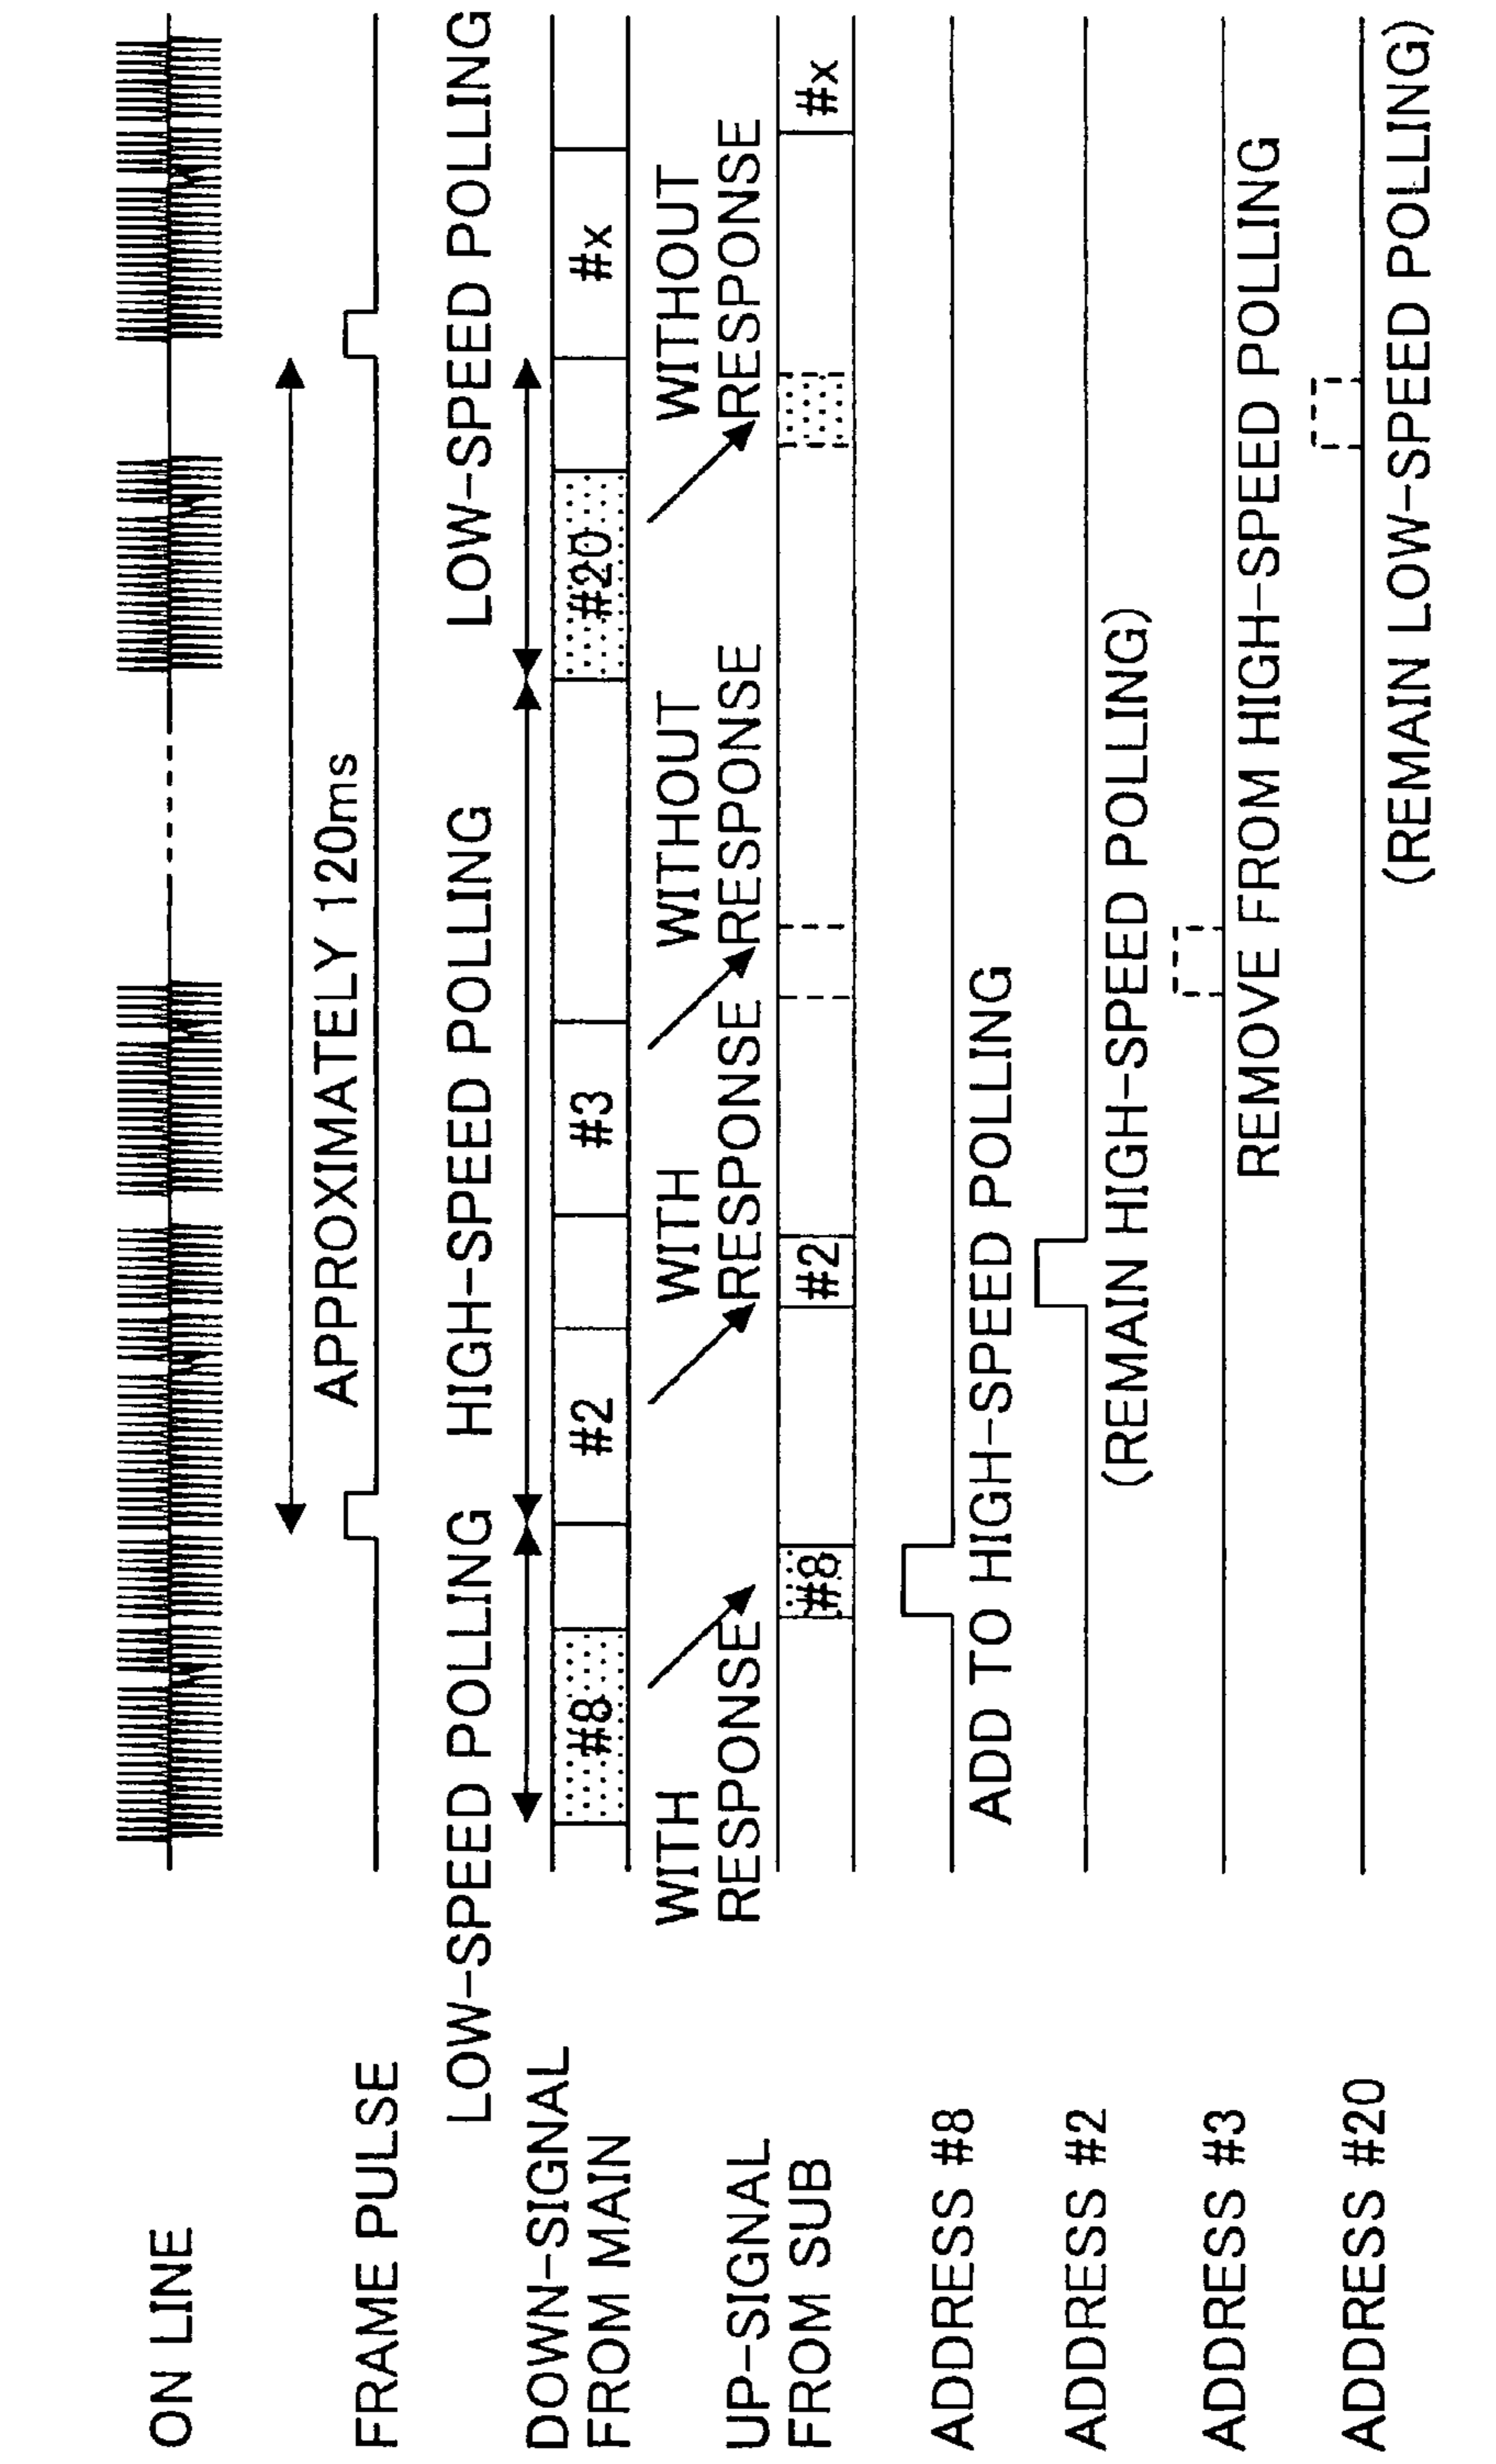 ON LINE
FRAME PULSE
APPROXIMATELY 120ms
LOW-SPEED POLLING
HIGH-SPEED POLLING
LOW-SPEED POLLING
DOWN-SIGNAL
FROM MAIN
#8
#2
#3
#20
#x
WITH
RESPONSE
WITH
RESPONSE
WITHOUT
RESPONSE
WITHOUT
RESPONSE
UP-SIGNAL
FROM SUB
#8
#2
#x
ADDRESS #8
ADD TO HIGH-SPEED POLLING
ADDRESS #2
(REMAIN HIGH-SPEED POLLING)
ADDRESS #3
REMOVE FROM HIGH-SPEED POLLING
ADDRESS #20
(REMAIN LOW-SPEED POLLING)